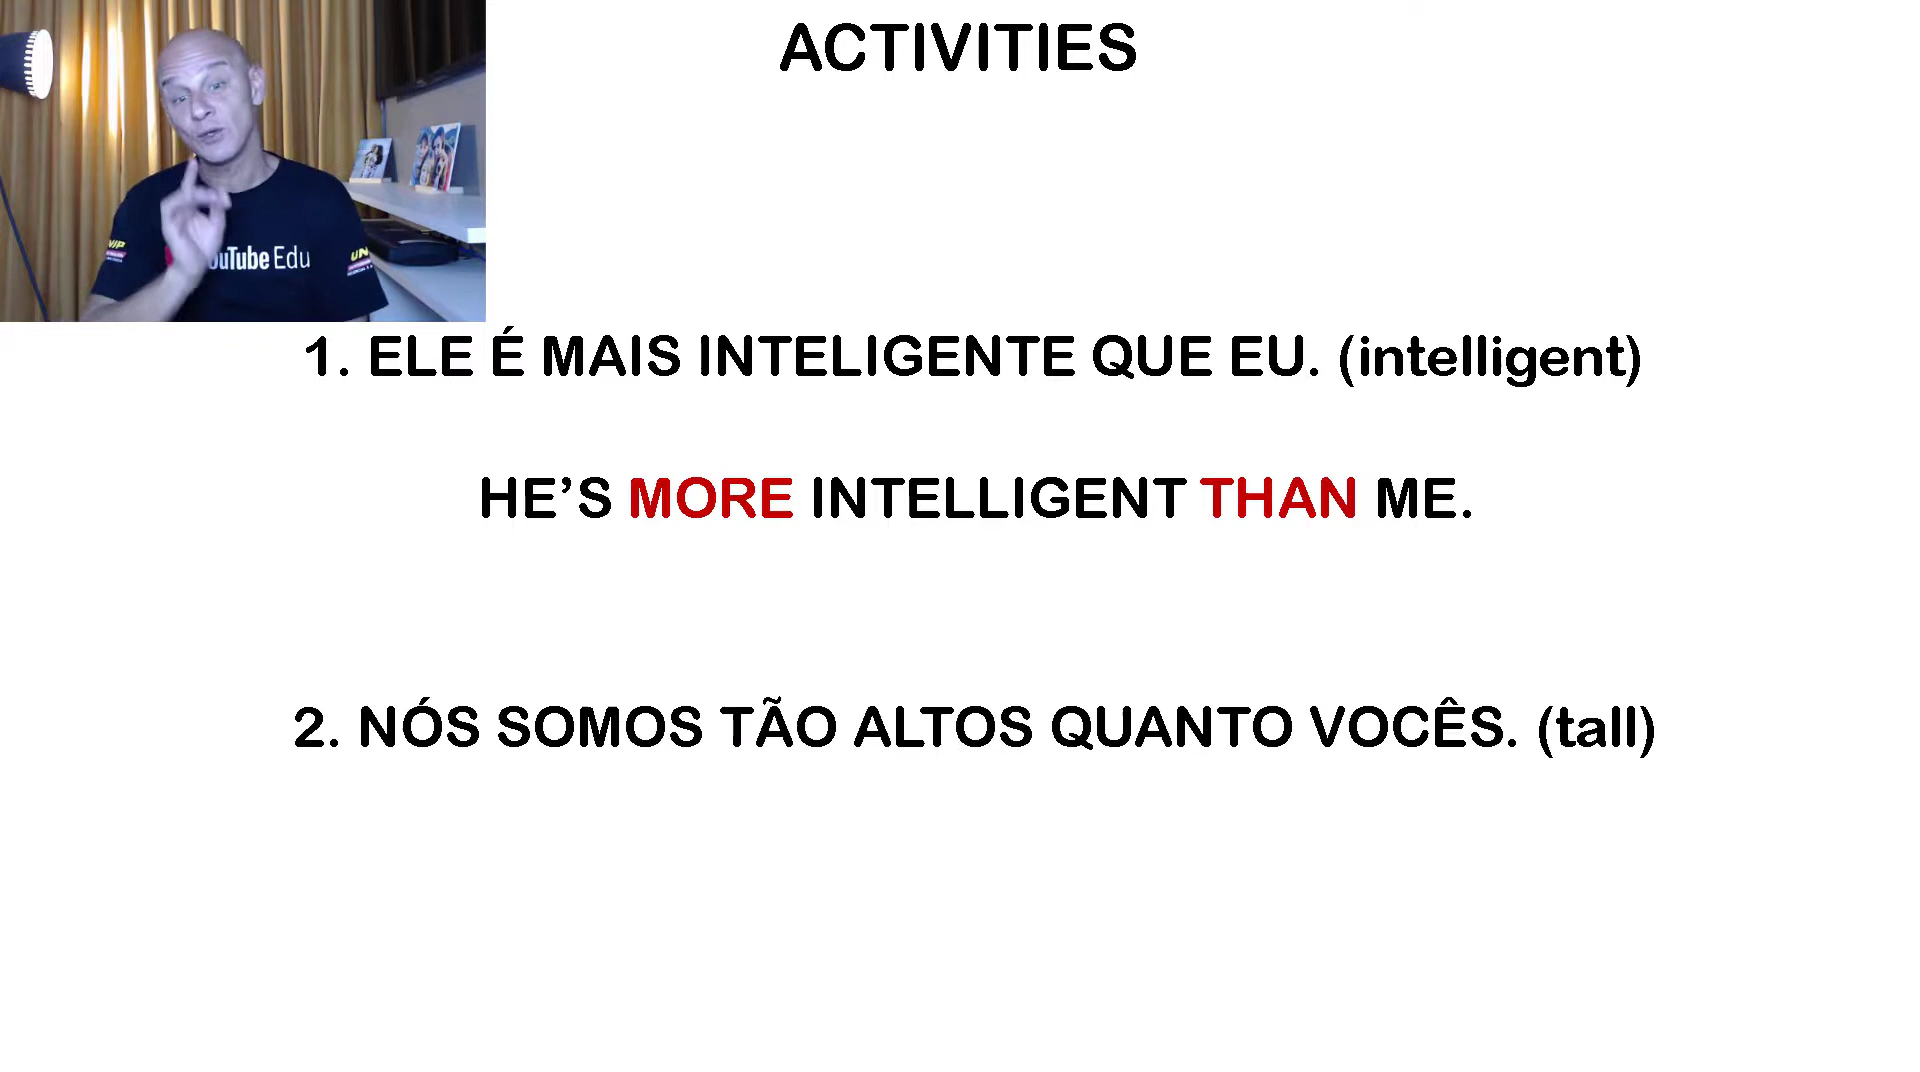 ACTIVITIES
uTube Edu
1. ELE É MAIS INTELIGENTE QUE EU. (intelligent)
HE’S MORE INTELLIGENT THAN ME.
2. NÓS SOMOS TÃO ALTOS QUANTO VOCÊS. (tall)